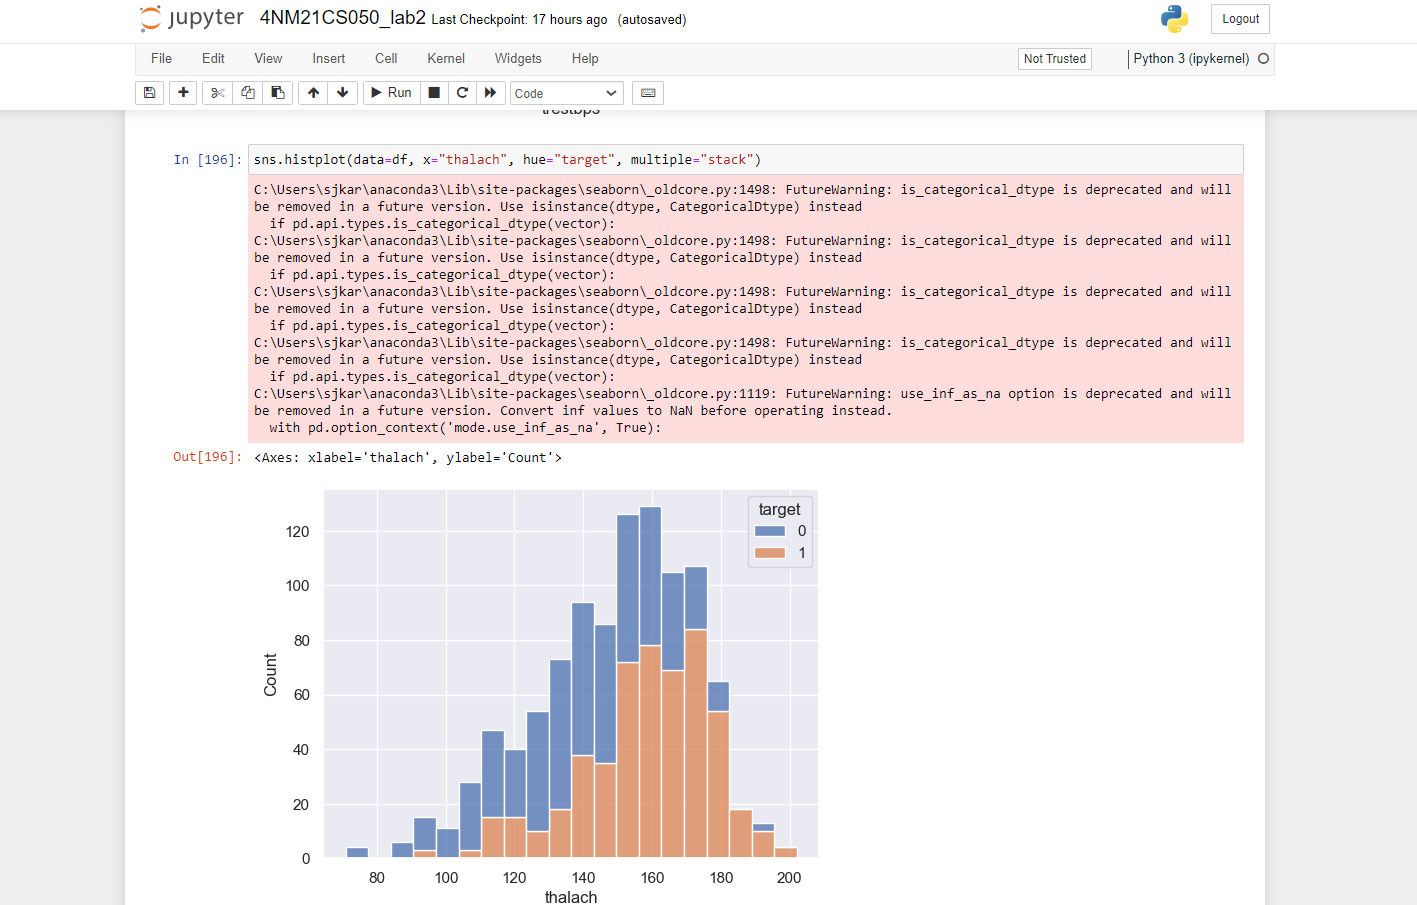 jupyter 4NM21CS050_lab2 Last Checkpoint: 17 hours ago (autosaved)
Logout
File Edit View Insert Cell Kernel Widgets Help
Not Trusted
Python 3 (ipykernel)
Run
Code
trestbps
In [196]: sns.histplot(data=df, x="thalach", hue="target", multiple="stack")
C:\Users\sjkar\anaconda3\Lib\site-packages\seaborn\_oldcore.py:1498: FutureWarning: is_categorical_dtype is deprecated and will
be removed in a future version. Use isinstance(dtype, CategoricalDtype) instead
if pd.api.types.is_categorical_dtype(vector):
C:\Users\sjkar\anaconda3\Lib\site-packages\seaborn\_oldcore.py:1498: FutureWarning: is_categorical_dtype is deprecated and will
be removed in a future version. Use isinstance(dtype, CategoricalDtype) instead
if pd.api.types.is_categorical_dtype(vector):
C:\Users\sjkar\anaconda3\Lib\site-packages\seaborn\_oldcore.py:1498: FutureWarning: is_categorical_dtype is deprecated and will
be removed in a future version. Use isinstance(dtype, CategoricalDtype) instead
if pd.api.types.is_categorical_dtype(vector):
C:\Users\sjkar\anaconda3\Lib\site-packages\seaborn\_oldcore.py:1498: FutureWarning: is_categorical_dtype is deprecated and will
be removed in a future version. Use isinstance(dtype, CategoricalDtype) instead
if pd.api.types.is_categorical_dtype(vector):
C:\Users\sjkar\anaconda3\Lib\site-packages\seaborn\_oldcore.py:1119: FutureWarning: use_inf_as_na option is deprecated and will
be removed in a future version. Convert inf values to NaN before operating instead.
with pd.option_context('mode.use_inf_as_na', True):
Out[196]: <Axes: xlabel='thalach', ylabel='Count'>
target
0
1
120
100
80
60
40
20
0
Count
80 100 120 140 160 180 200
thalach